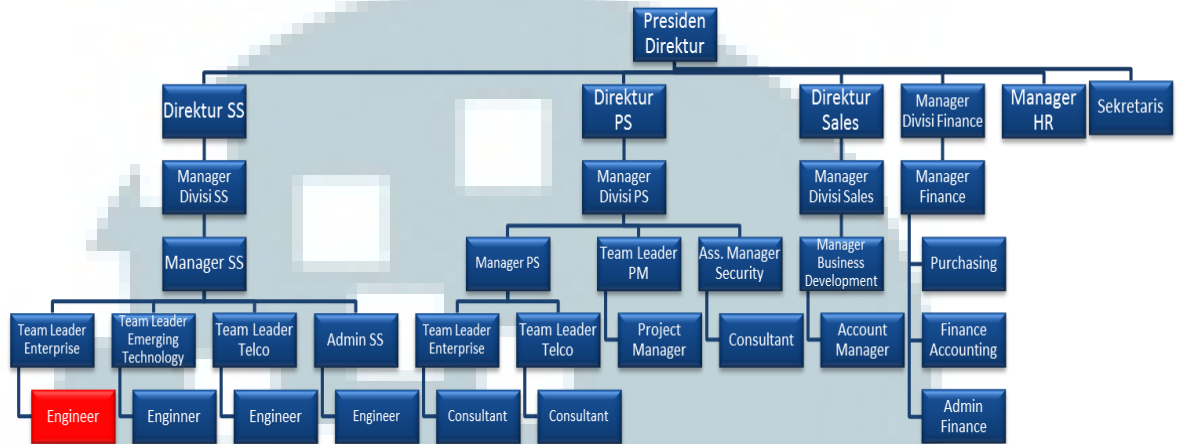 Presiden
Direktur
Direktur SS
Direktur
PS
Direktur
Sales
Manager
Divisi Finance
Manager
HR
Sekretaris
Manager
Divisi SS
Manager
Divisi PS
Manager
Divisi Sales
Manager
Finance
Manager SS
Manager PS
Team Leader
PM
Ass. Manager
Security
Manager
Business
Development
Purchasing
Team Leader
Enterprise
Team Leader
Emerging
Technology
Team Leader
Telco
Admin SS
Team Leader
Enterprise
Team Leader
Telco
Project
Manager
Consultant
Account
Manager
Finance
Accounting
Engineer
Enginner
Engineer
Engineer
Consultant
Consultant
Admin
Finance